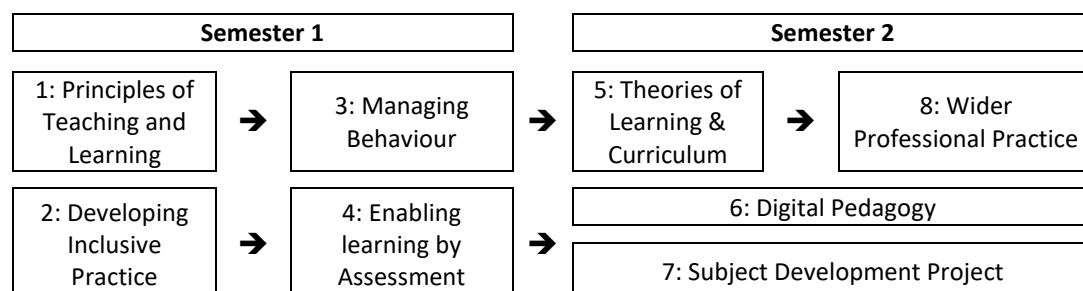 Semester 1
Semester 2
1: Principles of
Teaching and
Learning
➔
3: Managing
Behaviour
➔
5: Theories of
Learning &
Curriculum
➔
8: Wider
Professional Practice
2: Developing
Inclusive
Practice
➔
4: Enabling
learning by
Assessment
➔
6: Digital Pedagogy
7: Subject Development Project